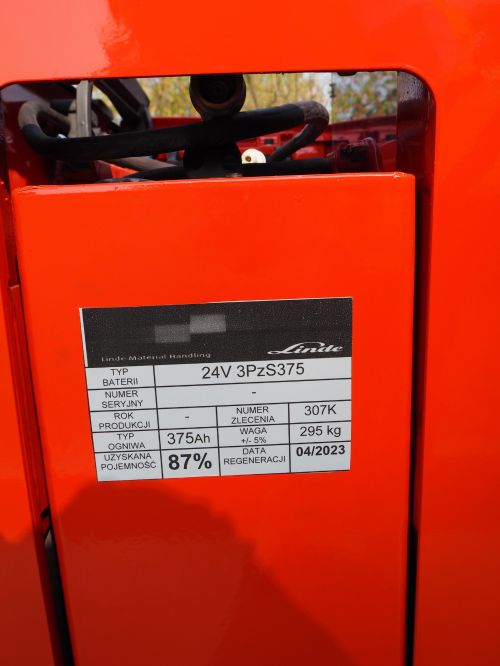 Linde Material Handling
Linde
TYP BATERII 24V 3PzS375
NUMER SERYJNY -
ROK PRODUKCJI - NUMER ZLECENIA 307K
TYP OGNIWA 375Ah WAGA +/- 5% 295 kg
UZYSKANA POJEMNOŚĆ 87% DATA REGENERACJI 04/2023